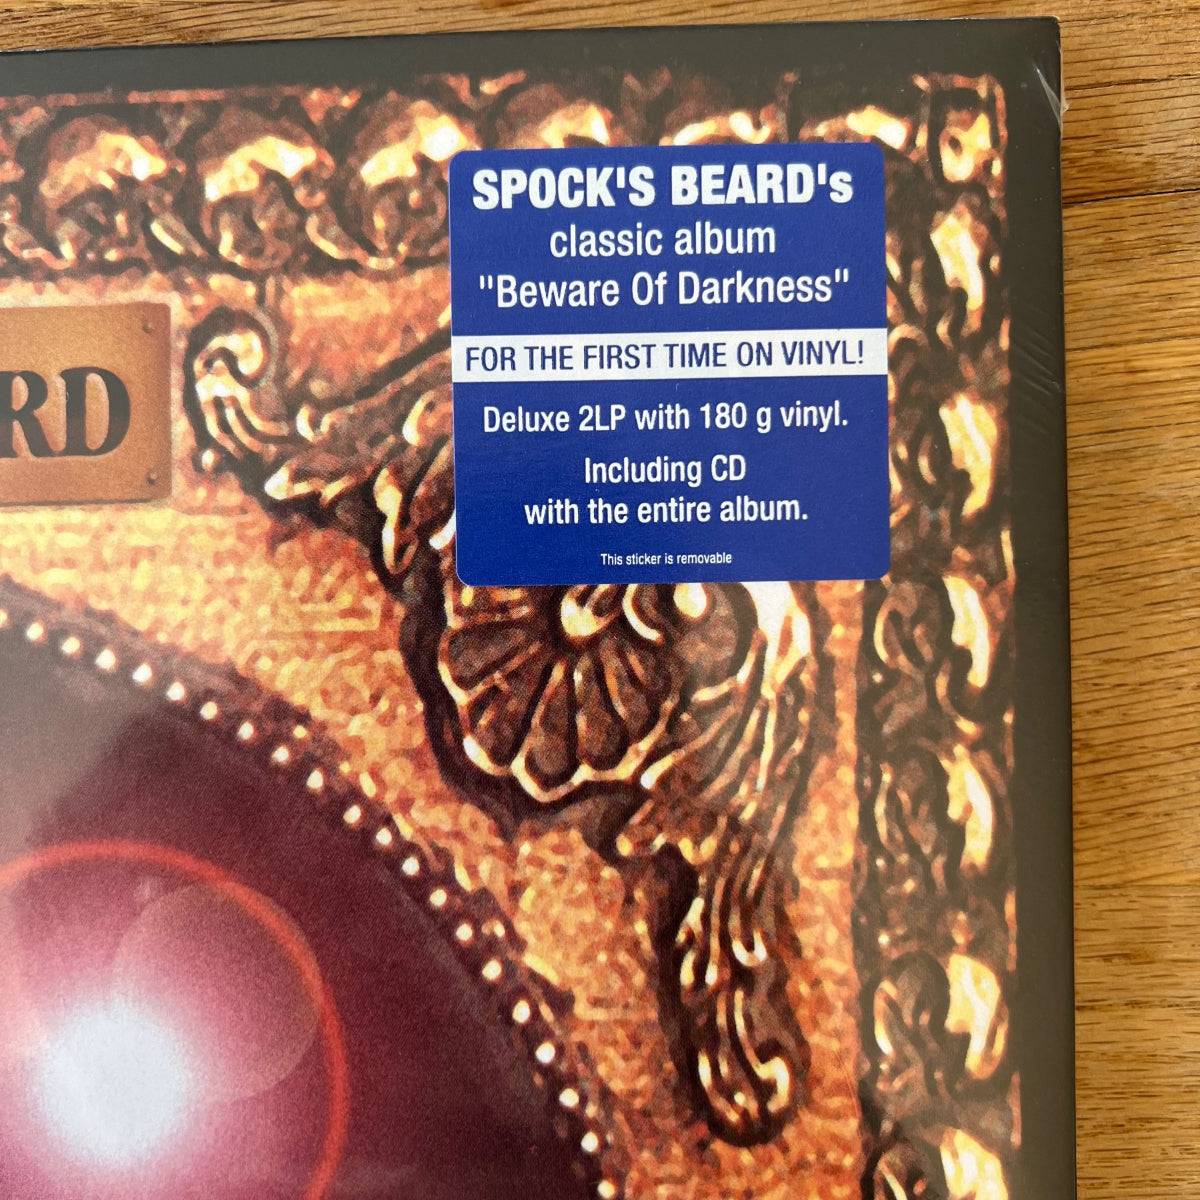 SPOCK'S BEARD's
classic album
"Beware Of Darkness"
FOR THE FIRST TIME ON VINYL!
Deluxe 2LP with 180 g vinyl.
Including CD
with the entire album.
This sticker is removable
ARD